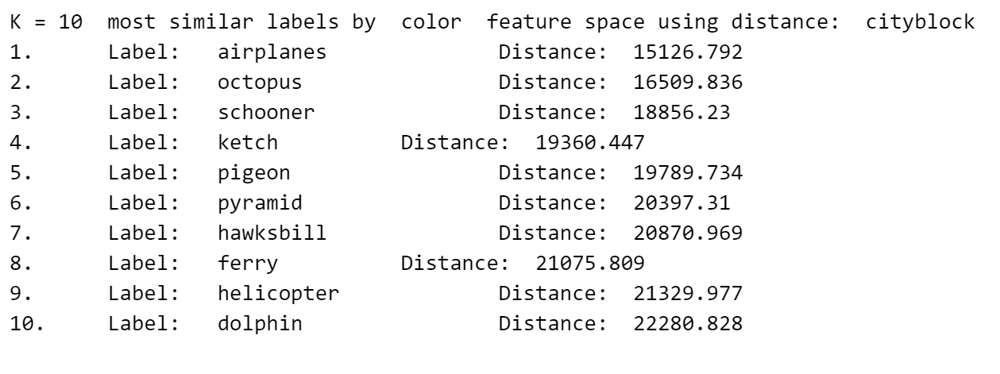 K = 10  most similar labels by  color  feature space using distance:  cityblock
1.      Label:   airplanes              Distance:  15126.792
2.      Label:   octopus                Distance:  16509.836
3.      Label:   schooner               Distance:  18856.23
4.      Label:   ketch          Distance:  19360.447
5.      Label:   pigeon                 Distance:  19789.734
6.      Label:   pyramid                Distance:  20397.31
7.      Label:   hawksbill              Distance:  20870.969
8.      Label:   ferry          Distance:  21075.809
9.      Label:   helicopter             Distance:  21329.977
10.     Label:   dolphin                Distance:  22280.828